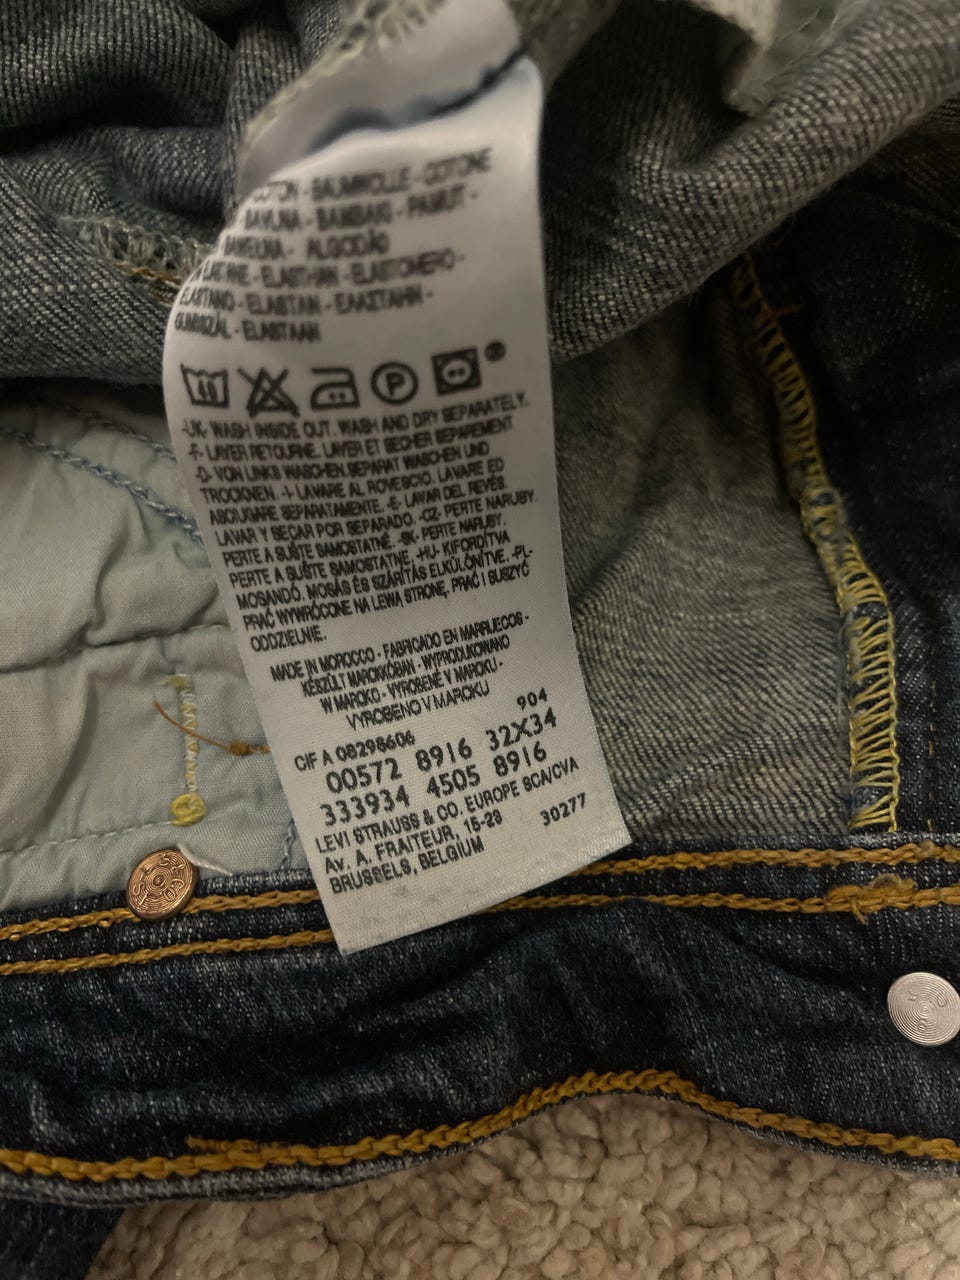 COTON - BAUMWOLLE - COTONE
BAVLNA - BAMBAKI - PAMUT -
BAWEŁNA - ALGODÃO
ELASTHAN - ELASTOMERO -
ELASTANO - ELASTAN - ΕΛΑΣΤΑΗΝ -
GUMISZÁL - ELASTAAN
P
-UK- WASH INSIDE OUT. WASH AND DRY SEPARATELY.
-F- LAVER RETOURNE. LAVER ET SECHER SEPAREMENT
-D- VON LINKS WASCHEN.SEPARAT WASCHEN UND
TROCKNEN. -I- LAVARE AL ROVESCIO. LAVARE ED
ASCIUGARE SEPARATAMENTE. -E- LAVAR DEL REVÉS.
LAVAR Y SECAR POR SEPARADO. -CZ- PERTE NARUBY.
PERTE A SUŠTE SAMOSTATNĚ. -SK- PERTE NARUBY.
PERTE A SUŠTE SAMOSTATNE -HU- KIFORDÍTVA
MOSANDÓ. MOSÁS ÉS SZÁRÍTÁS ELKÜLÖNÍTVE. -PL-
PRAĆ WYWRÓCONE NA LEWĄ STRONĘ, PRAĆ I SUSZYĆ
ODDZIELNIE.
MADE IN MOROCCO - FABRICADO EN MARRUECOS -
KÉSZÜLT MAROKKÓBAN - WYPRODUKOWANO
W MAROKU - VYROBENÉ V MAROKU -
VYROBENO V MAROKU
904
CIF A 08298606
00572 8916 32X34
333934 4505 8916
LEVI STRAUSS & CO. EUROPE SCA/CVA
Av. A. FRAITEUR, 15-23 30277
BRUSSELS, BELGIUM